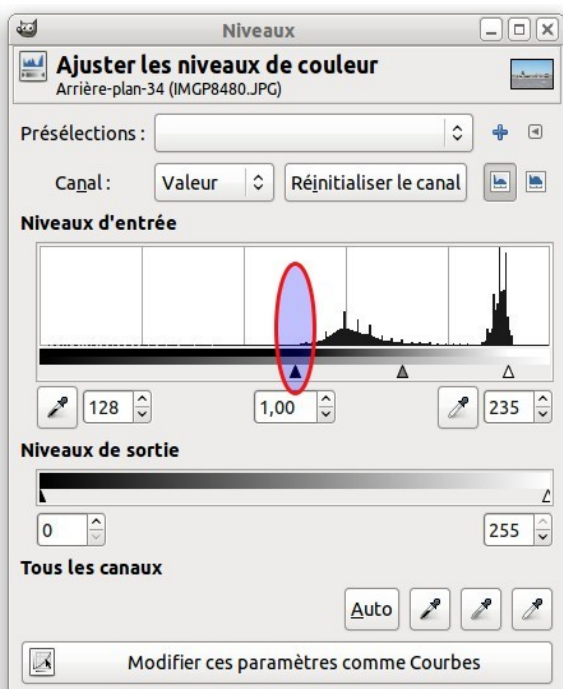 Niveaux
Ajuster les niveaux de couleur
Arrière-plan-34 (IMGP8480.JPG)
Présélections :
Canal : Valeur Réinitialiser le canal
Niveaux d'entrée
128 1,00 235
Niveaux de sortie
0 255
Tous les canaux
Auto
Modifier ces paramètres comme Courbes